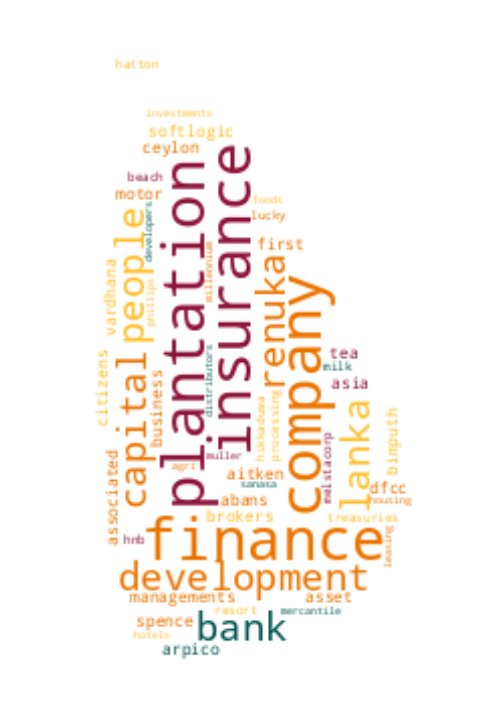 hatton
investments
softlogic
ceylon
beach
motor
developers
people
vardhana
phillips
plantation
insurance
millennium
foods
lucky
first
renuka
company
tea
milk
asia
citizens
capital
business
distributors
hikkaduwa
processing
lanka
bimputh
associated
agri
muller
aitken
sanasa
abans
melstacorp
dfcc
housing
brokers
treasuries
leasing
hnb
finance
development
managements
asset
resort
mercantile
spence
bank
hotels
arpico